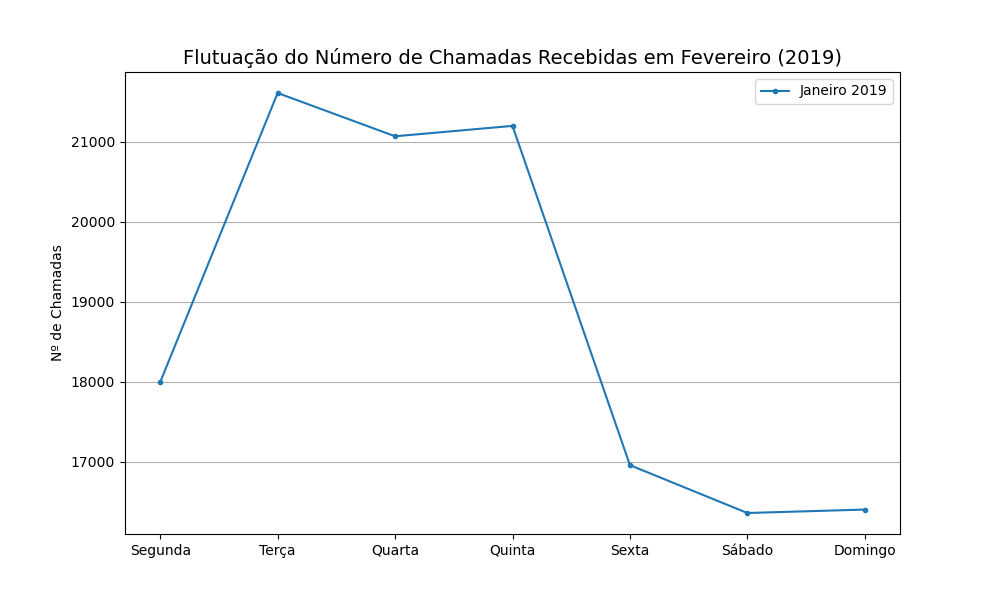 Flutuação do Número de Chamadas Recebidas em Fevereiro (2019)
Janeiro 2019
Nº de Chamadas
21000
20000
19000
18000
17000
Segunda Terça Quarta Quinta Sexta Sábado Domingo